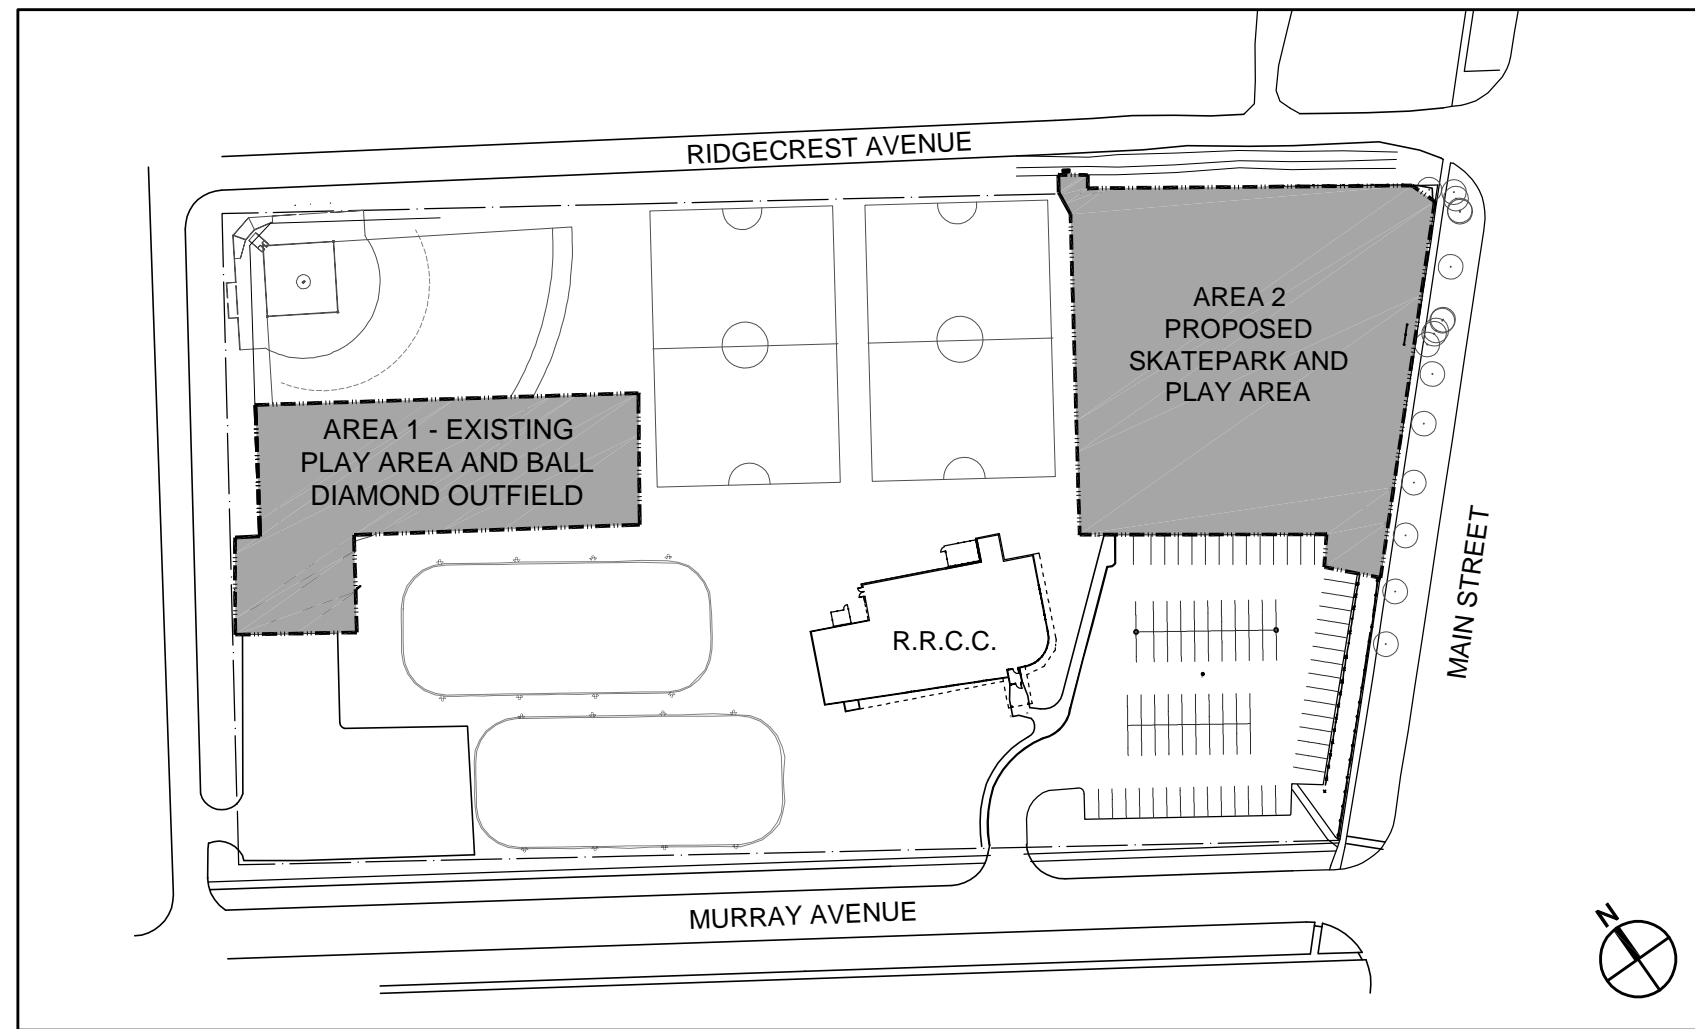 RIDGECREST AVENUE
AREA 2
PROPOSED
SKATEPARK AND
PLAY AREA
AREA 1 - EXISTING
PLAY AREA AND BALL
DIAMOND OUTFIELD
R.R.C.C.
MAIN STREET
MURRAY AVENUE
N